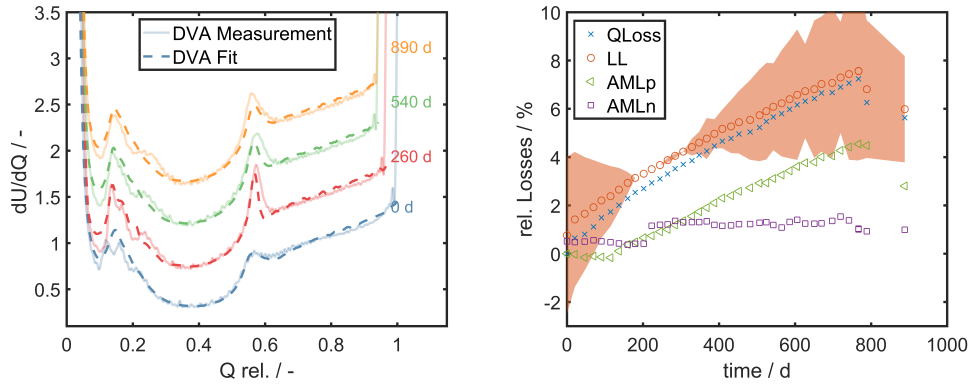 3.5
3
2.5
2
1.5
1
0.5
dU/dQ / -
DVA Measurement
DVA Fit
890 d
540 d
260 d
0 d
0
0.2
0.4
0.6
0.8
1
Q rel. / -
10
8
6
4
2
0
-2
rel. Losses / %
QLoss
LL
AMLp
AMLn
0
200
400
600
800
1000
time / d